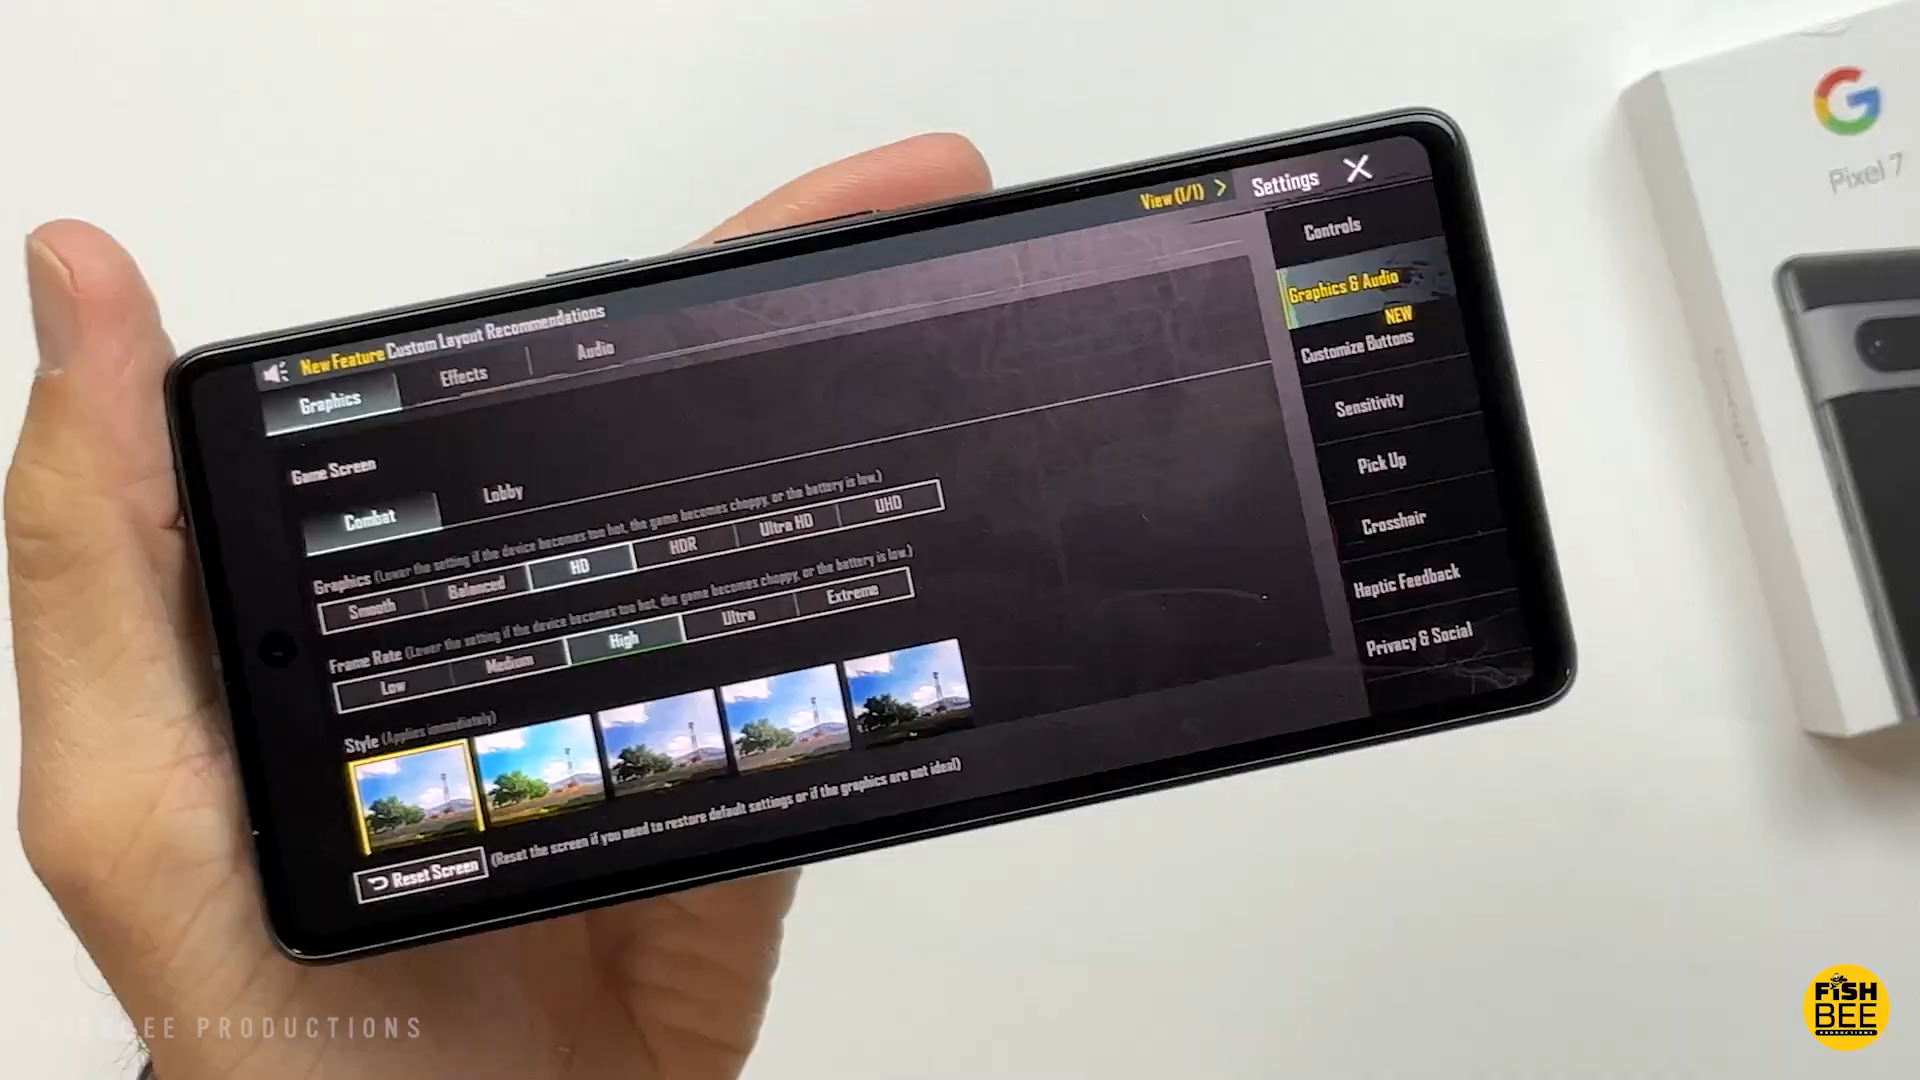 New Feature Custom Layout Recommendations
View (1/1)
Settings
Graphics
Effects
Audio
Game Screen
Combat
Lobby
Graphics (Lower the setting if the device becomes too hot, the game becomes choppy, or the battery is low.)
Smooth
Balanced
HD
HDR
Ultra HD
UHD
Frame Rate (Lower the setting if the device becomes too hot, the game becomes choppy, or the battery is low.)
Low
Medium
High
Ultra
Extreme
Style (Applies immediately)
Reset Screen
(Reset the screen if you need to restore default settings or if the graphics are not ideal)
Controls
Graphics & Audio
NEW
Customize Buttons
Sensitivity
Pick Up
Crosshair
Haptic Feedback
Privacy & Social
G
Pixel 7
Google
FISH
BEE
PRODUCTIONS
BEE PRODUCTIONS